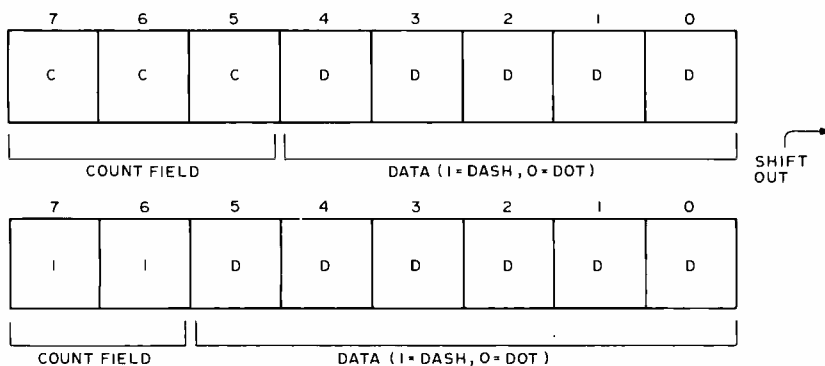 7 6 5 4 3 2 1 0
C C C D D D D D
COUNT FIELD DATA (1=DASH, 0=DOT)
SHIFT
OUT
7 6 5 4 3 2 1 0
1 1 D D D D D D
COUNT FIELD DATA (1=DASH, 0=DOT)